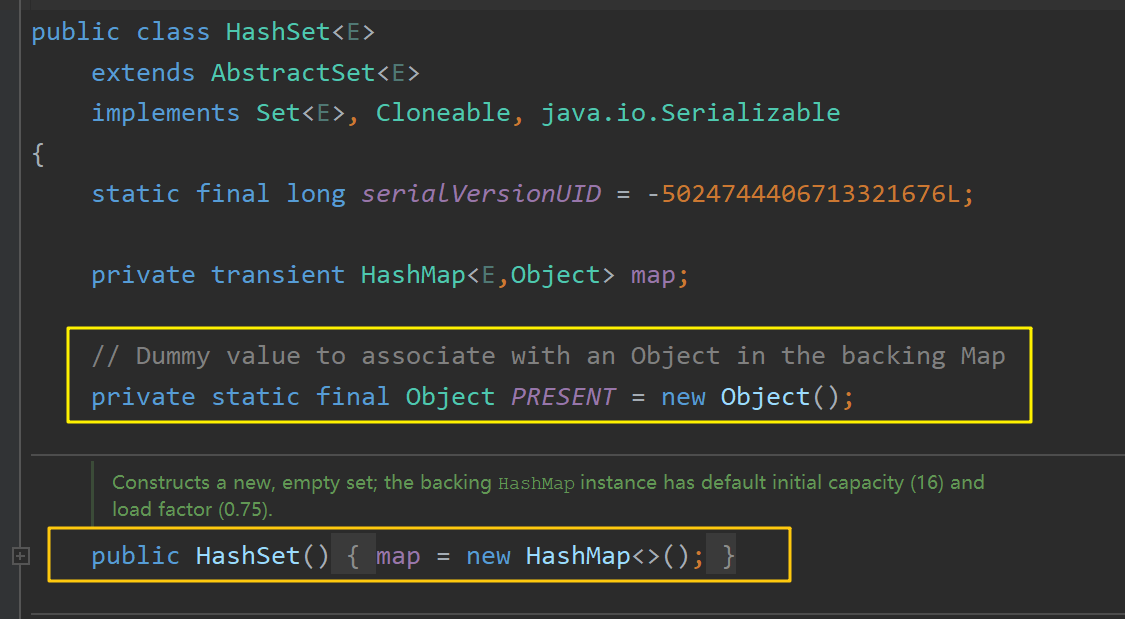 public class HashSet<E>
extends AbstractSet<E>
implements Set<E>, Cloneable, java.io.Serializable
{
static final long serialVersionUID = -5024744406713321676L;
private transient HashMap<E,Object> map;
// Dummy value to associate with an Object in the backing Map
private static final Object PRESENT = new Object();
Constructs a new, empty set; the backing HashMap instance has default initial capacity (16) and
load factor (0.75).
public HashSet() { map = new HashMap<>(); }